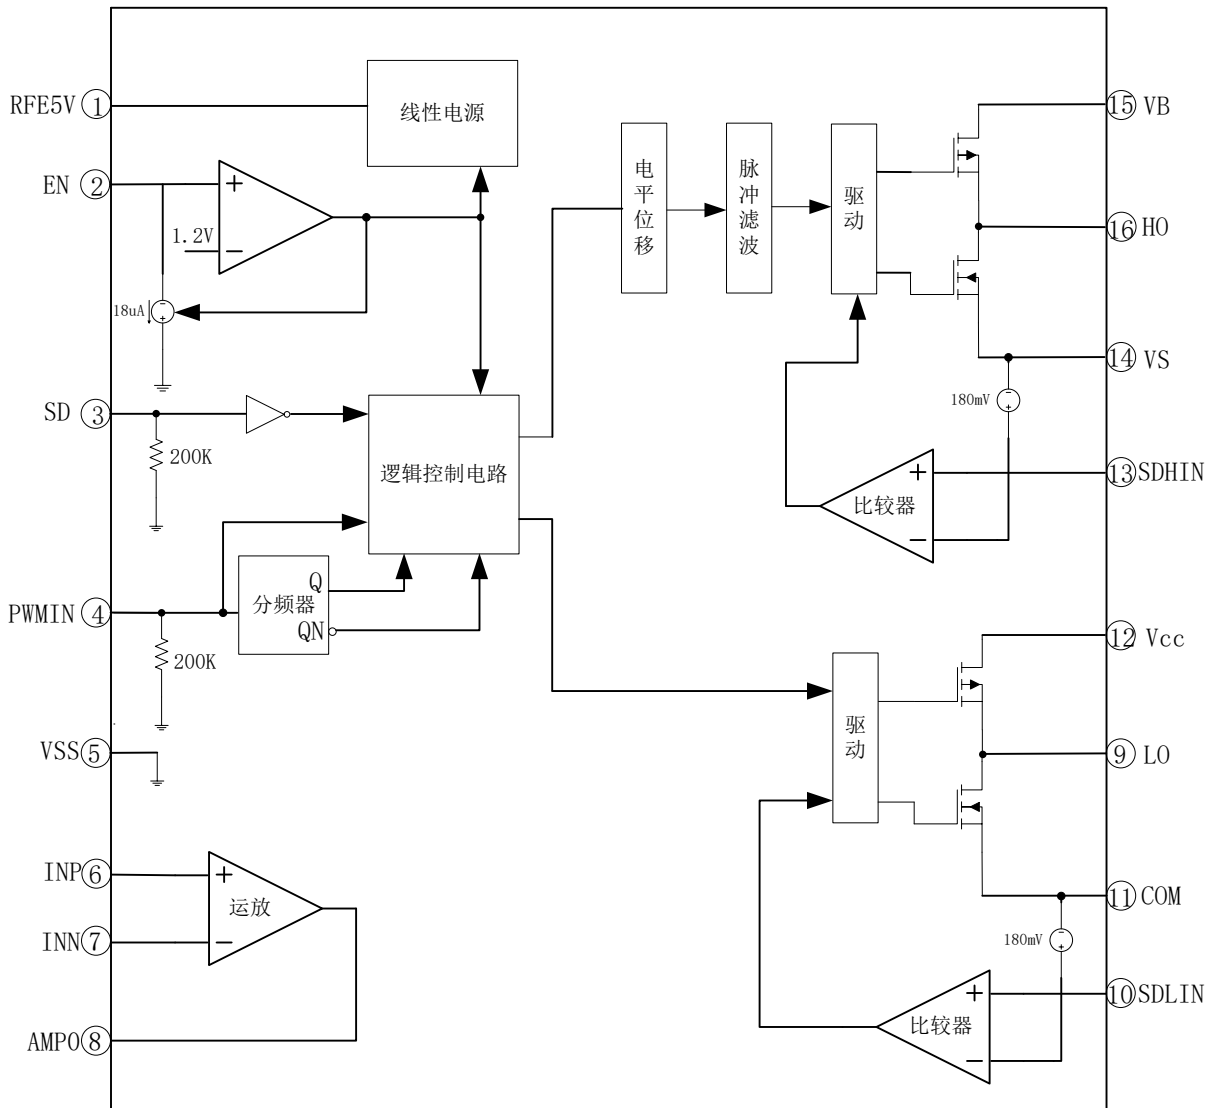 RFE5V 1
线性电源
15 VB
EN 2
+
1.2V
−
电平位移
脉冲滤波
驱动
16 HO
18uA
−
+
14 VS
180mV
−
+
SD 3
200K
逻辑控制电路
13 SDHIN
+
比较器
−
Q
分频器
QN
PWMIN 4
200K
12 Vcc
VSS 5
驱动
9 LO
INP 6
+
运放
−
INN 7
11 COM
180mV
−
+
10 SDLIN
+
比较器
−
AMPO 8